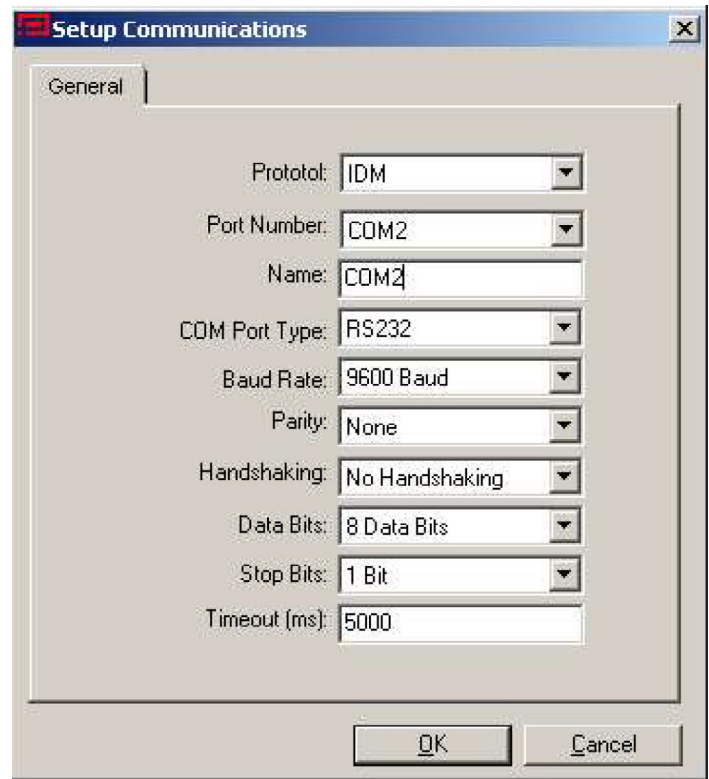 Setup Communications
General
Prototol: IDM
Port Number: COM2
Name: COM2
COM Port Type: RS232
Baud Rate: 9600 Baud
Parity: None
Handshaking: No Handshaking
Data Bits: 8 Data Bits
Stop Bits: 1 Bit
Timeout (ms): 5000
OK Cancel